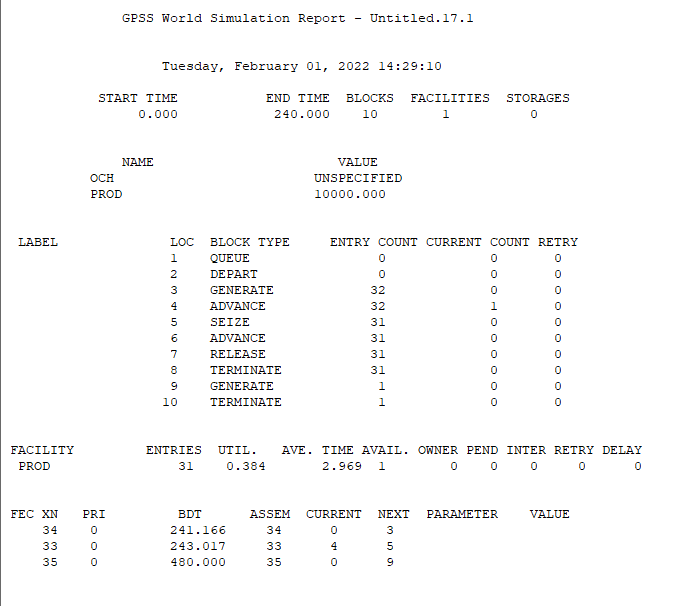 GPSS World Simulation Report - Untitled.17.1
Tuesday, February 01, 2022 14:29:10
START TIME END TIME BLOCKS FACILITIES STORAGES
0.000 240.000 10 1 0
NAME VALUE
OCH UNSPECIFIED
PROD 10000.000
LABEL LOC BLOCK TYPE ENTRY COUNT CURRENT COUNT RETRY
1 QUEUE 0 0 0
2 DEPART 0 0 0
3 GENERATE 32 0 0
4 ADVANCE 32 1 0
5 SEIZE 31 0 0
6 ADVANCE 31 0 0
7 RELEASE 31 0 0
8 TERMINATE 31 0 0
9 GENERATE 1 0 0
10 TERMINATE 1 0 0
FACILITY ENTRIES UTIL. AVE. TIME AVAIL. OWNER PEND INTER RETRY DELAY
PROD 31 0.384 2.969 1 0 0 0 0 0
FEC XN PRI BDT ASSEM CURRENT NEXT PARAMETER VALUE
34 0 241.166 34 0 3
33 0 243.017 33 4 5
35 0 480.000 35 0 9